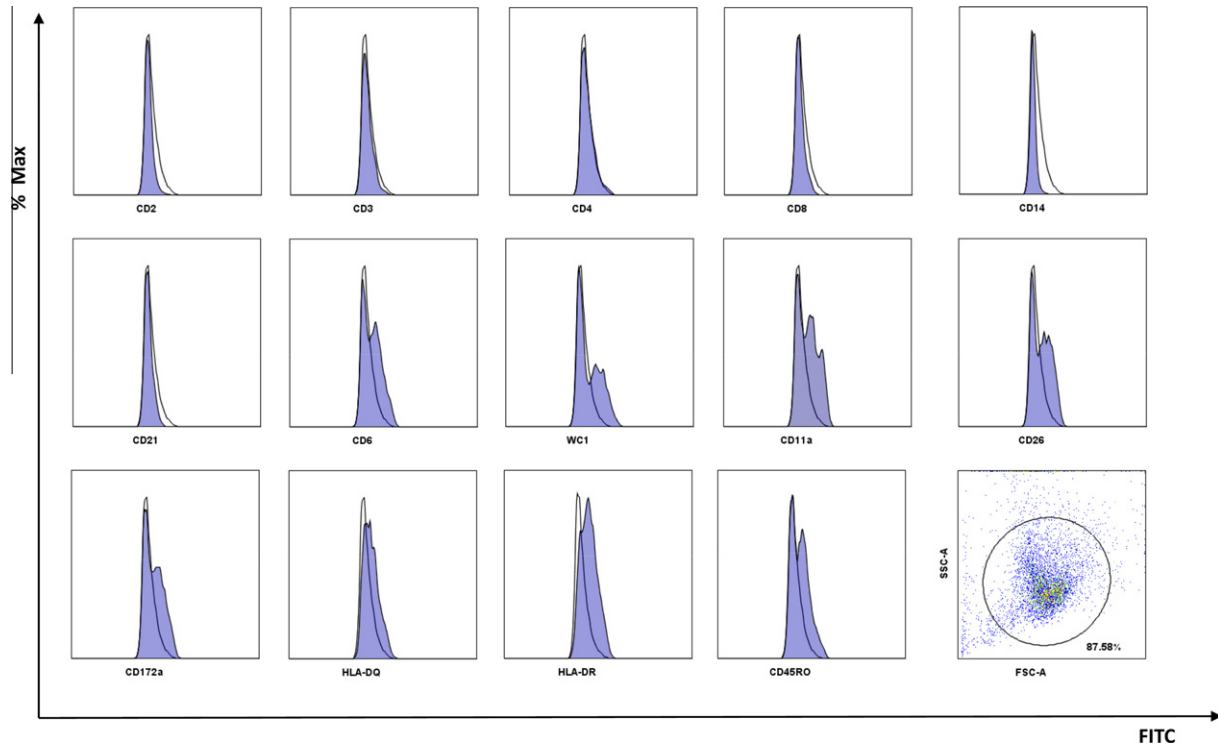 % Max
CD2
CD3
CD4
CD8
CD14
CD21
CD6
WC1
CD11a
CD26
CD172a
HLA-DQ
HLA-DR
CD45RO
SSC-A
87.58%
FSC-A
FITC